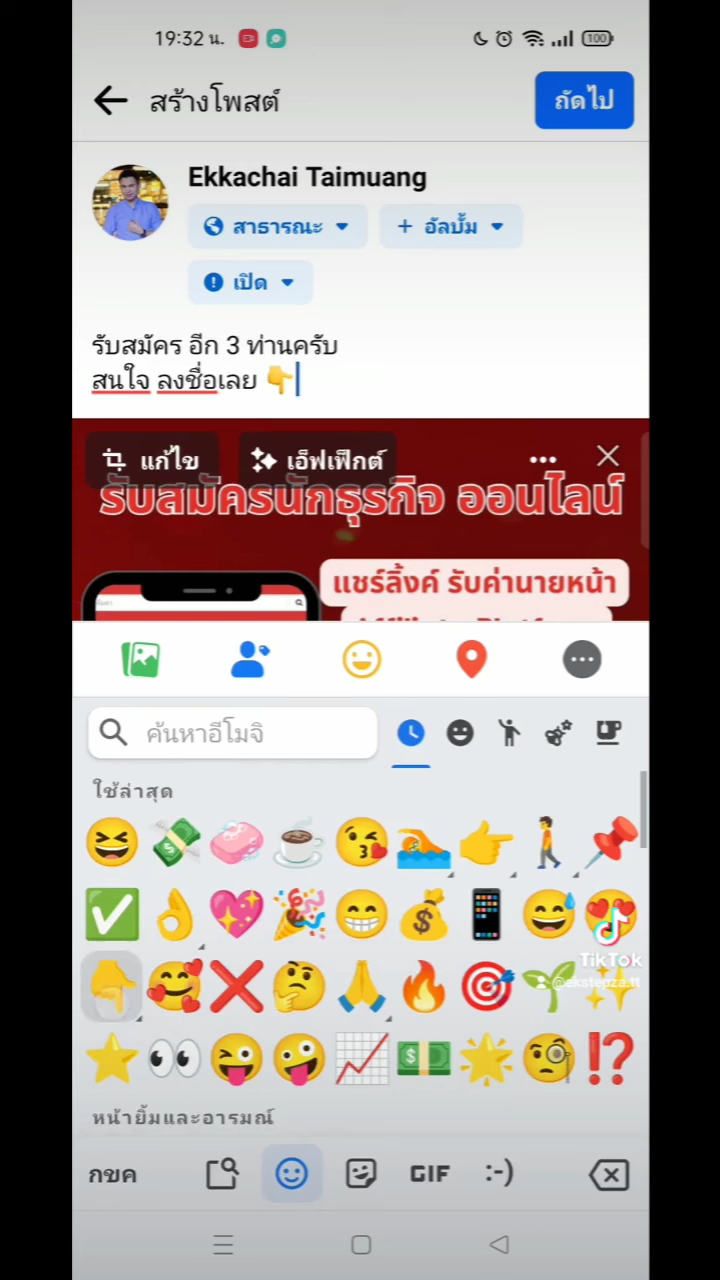 19:32 น.
100
สร้างโพสต์
ถัดไป
Ekkachai Taimuang
สาธารณะ
+ อัลบั้ม
เปิด
รับสมัคร อีก 3 ท่านครับ
สนใจ ลงชื่อเลย 👇
แก้ไข
เอ็ฟเฟ็กต์
รับสมัครนักธุรกิจ ออนไลน์
แชร์ลิ้งค์ รับค่านายหน้า
ค้นหาอีโมจิ
ใช้ล่าสุด
TikTok
@ekstepza.tt
หน้ายิ้มและอารมณ์
กขค
GIF
:-)